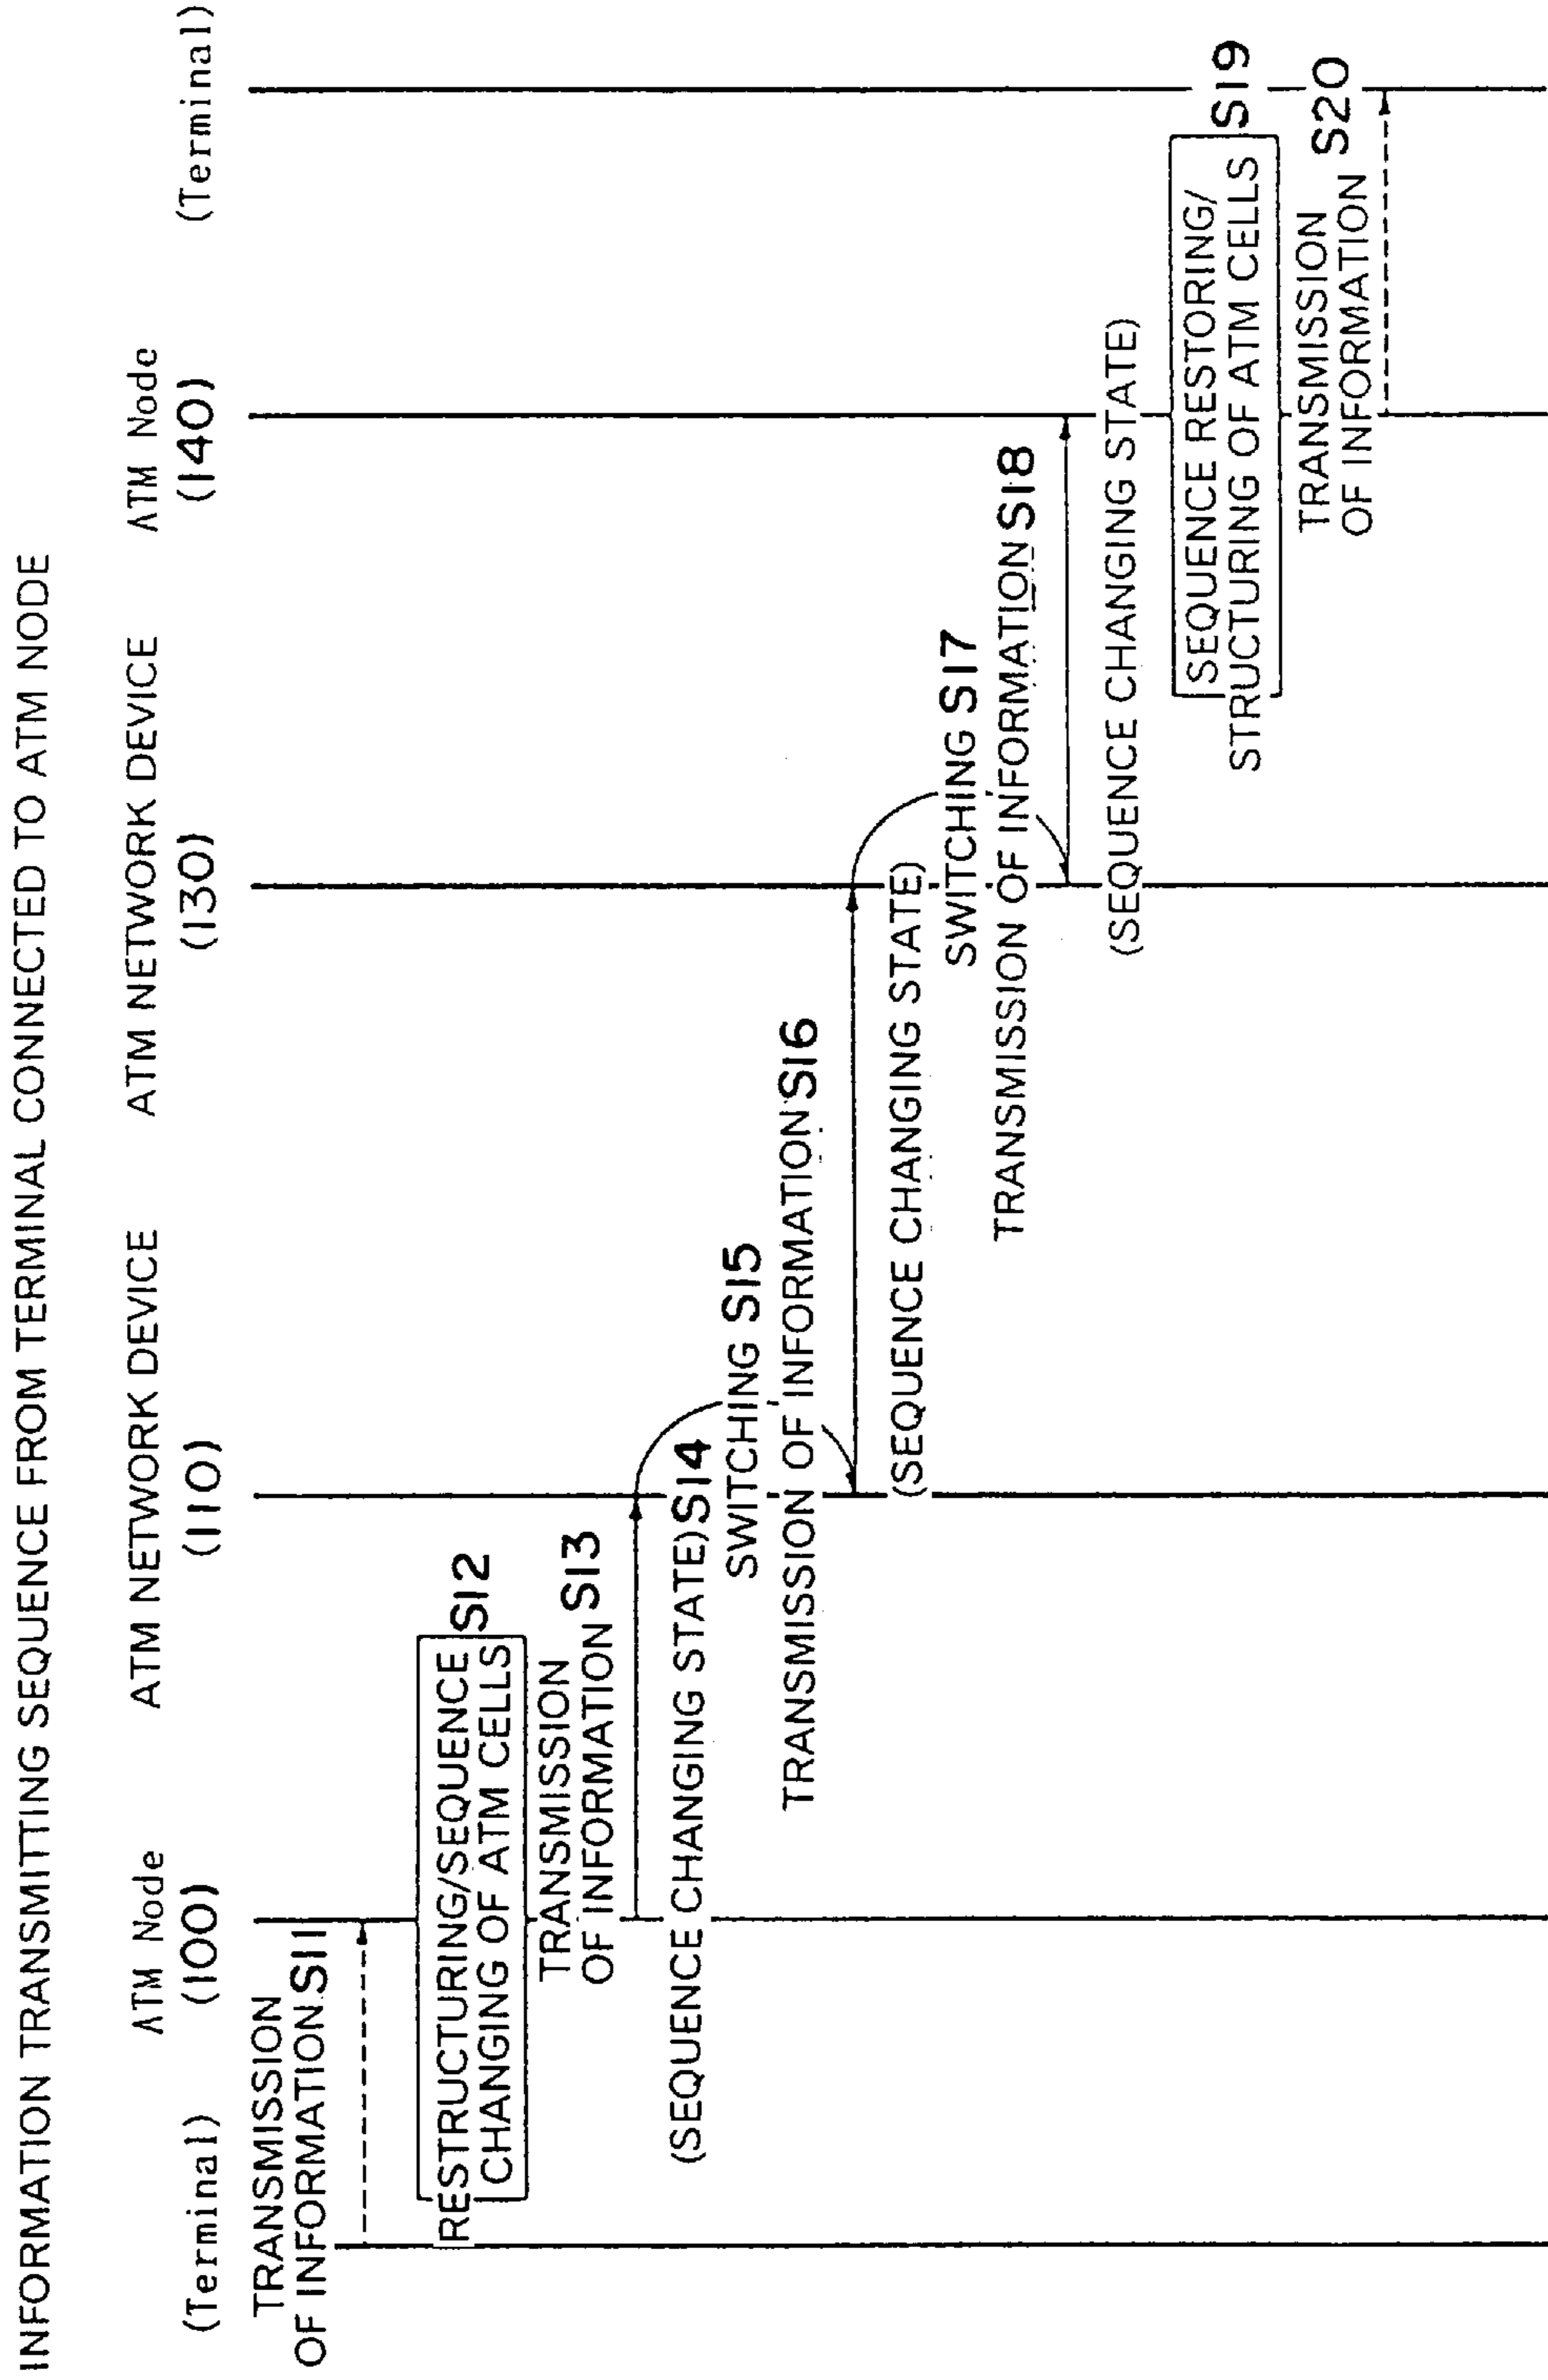 INFORMATION TRANSMITTING SEQUENCE FROM TERMINAL CONNECTED TO ATM NODE
(Terminal)
ATM Node
(100)
ATM NETWORK DEVICE
(110)
ATM NETWORK DEVICE
(130)
ATM Node
(140)
(Terminal)
TRANSMISSION
OF INFORMATION S11
RESTRUCTURING/SEQUENCE
CHANGING OF ATM CELLS S12
TRANSMISSION
OF INFORMATION S13
(SEQUENCE CHANGING STATE) S14
SWITCHING S15
TRANSMISSION OF INFORMATION S16
(SEQUENCE CHANGING STATE)
SWITCHING S17
TRANSMISSION OF INFORMATION S18
(SEQUENCE CHANGING STATE)
SEQUENCE RESTORING/
STRUCTURING OF ATM CELLS S19
TRANSMISSION
OF INFORMATION S20